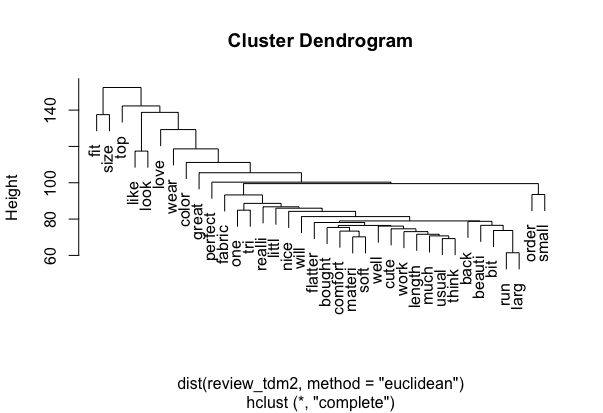 Cluster Dendrogram
Height
60
80
100
140
fit
size
top
like
look
love
wear
color
great
perfect
fabric
one
tri
realli
littl
nice
will
flatter
bought
comfort
materi
soft
well
cute
work
length
much
usual
think
back
beauti
bit
run
larg
order
small
dist(review_tdm2, method = "euclidean")
hclust (*, "complete")